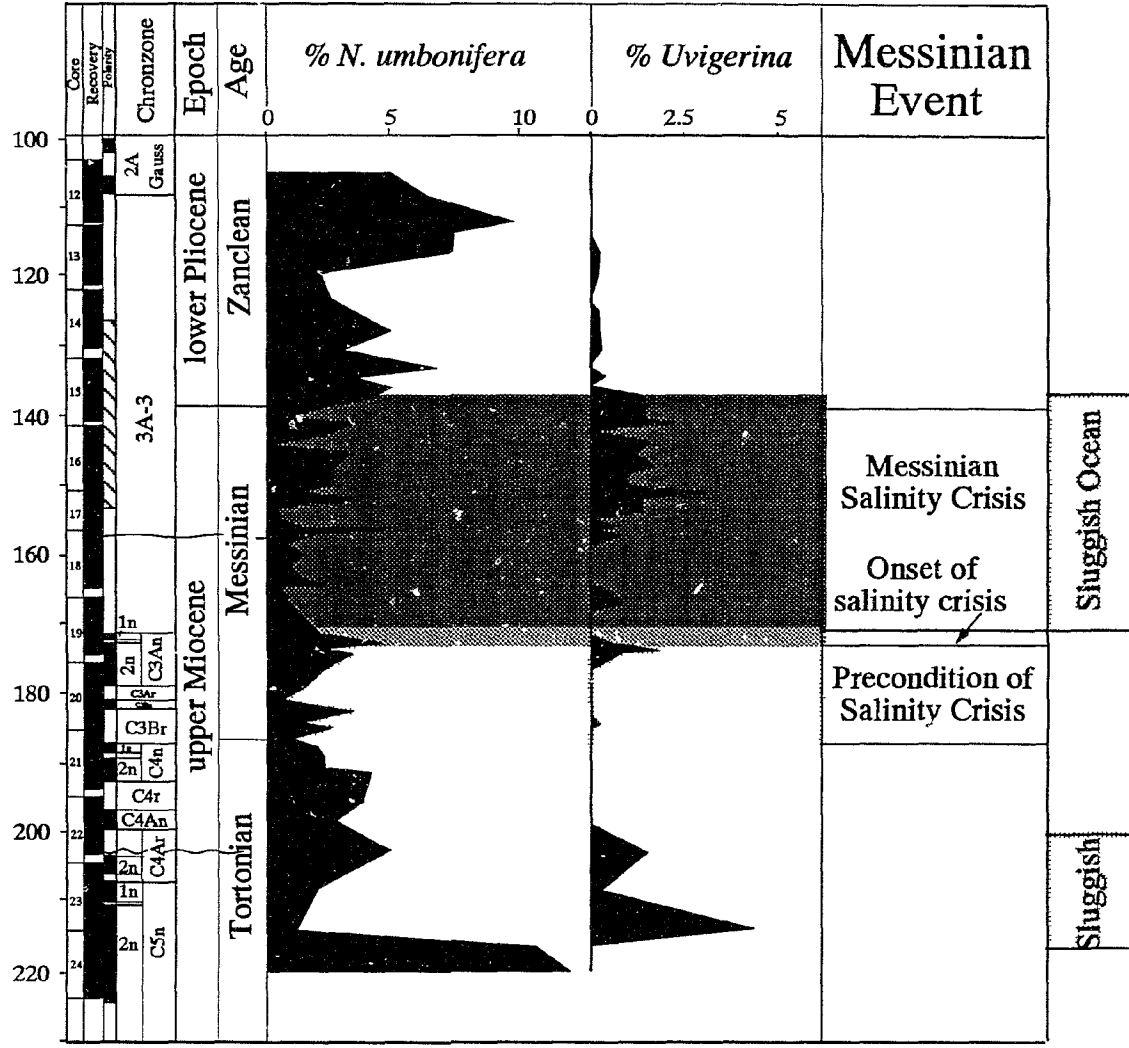 Core
Recovery
Polarity
Chronzone
Epoch
Age
% N. umbonifera
% Uvigerina
Messinian
Event
0
5
10
0
2.5
5
100
120
140
160
180
200
220
12
13
14
15
16
17
18
19
20
21
22
23
24
2A
Gauss
3A-3
1n
2n
C3An
C3Ar
C3Br
2n
C4n
C4r
C4An
C4Ar
2n
1n
2n
C5n
lower Pliocene
upper Miocene
Zanclean
Messinian
Tortonian
Messinian
Salinity Crisis
Onset of
salinity crisis
Precondition of
Salinity Crisis
Sluggish Ocean
Sluggish